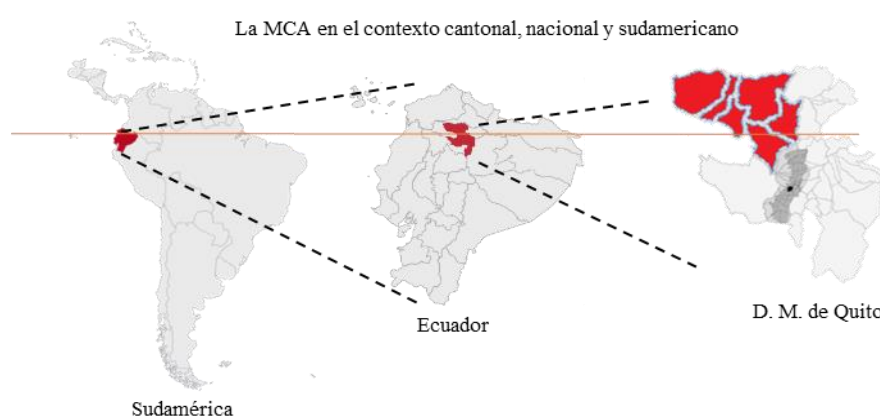 La MCA en el contexto cantonal, nacional y sudamericano
Ecuador
D. M. de Quito
Sudamérica